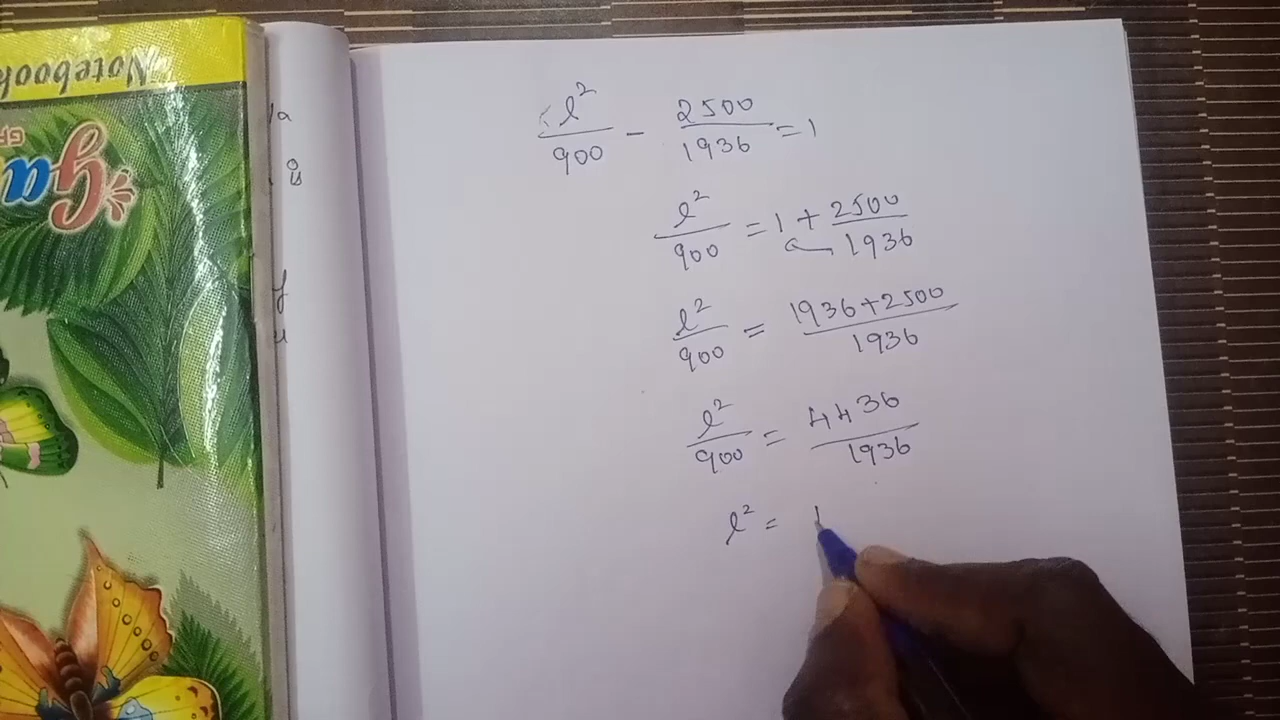 Notebook
Ga
l²/900 - 2500/1936 = 1
l²/900 = 1 + 2500/1936
l²/900 = 1936+2500/1936
l²/900 = 4436/1936
l² =